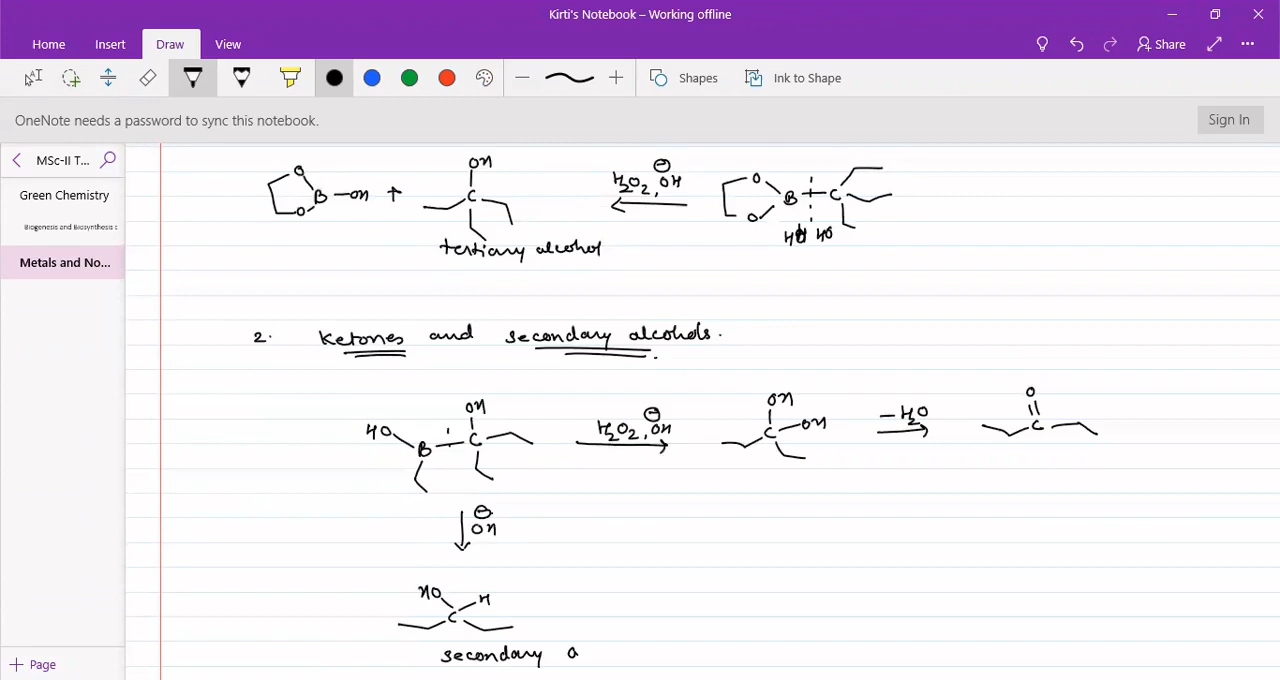 Kirti's Notebook – Working offline
Home Insert Draw View Share
Shapes Ink to Shape
OneNote needs a password to sync this notebook. Sign In
MSc-II T...
Green Chemistry
Biogenesis and Biosynthesis
Metals and No...
Page
O O B — OH + OH C H2O2, ⊖OH O O B C HO HO
tertiary alcohol
2. Ketones and secondary alcohols.
HO B OH C H2O2, ⊖OH OH C OH −H2O O C
⊖OH
HO H C
secondary a